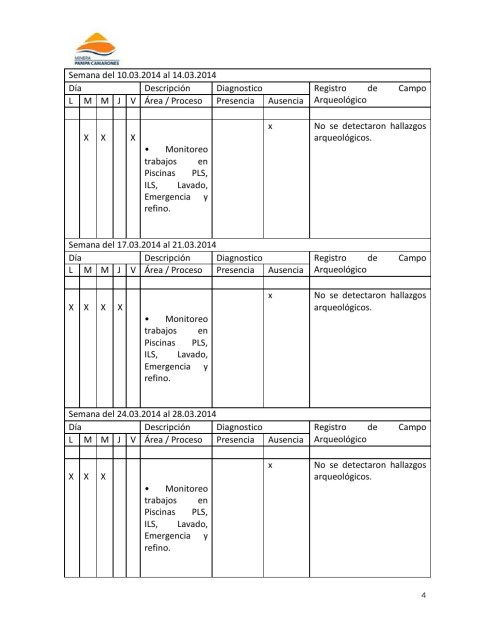 MINERA
PAMPA CAMARONES
Semana del 10.03.2014 al 14.03.2014
Día Descripción Diagnostico Registro de Campo
L M M J V Área / Proceso Presencia Ausencia Arqueológico
x No se detectaron hallazgos
X X X arqueológicos.
• Monitoreo
trabajos en
Piscinas PLS,
ILS, Lavado,
Emergencia y
refino.
Semana del 17.03.2014 al 21.03.2014
Día Descripción Diagnostico Registro de Campo
L M M J V Área / Proceso Presencia Ausencia Arqueológico
x No se detectaron hallazgos
X X X X arqueológicos.
• Monitoreo
trabajos en
Piscinas PLS,
ILS, Lavado,
Emergencia y
refino.
Semana del 24.03.2014 al 28.03.2014
Día Descripción Diagnostico Registro de Campo
L M M J V Área / Proceso Presencia Ausencia Arqueológico
x No se detectaron hallazgos
X X X arqueológicos.
• Monitoreo
trabajos en
Piscinas PLS,
ILS, Lavado,
Emergencia y
refino.
4